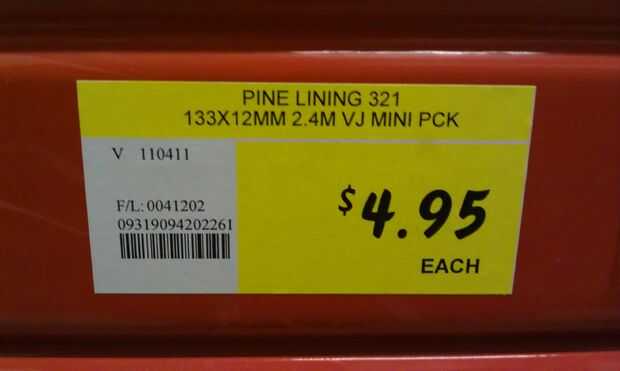 PINE LINING 321
133X12MM 2.4M VJ MINI PCK
V 110411
F/L: 0041202
09319094202261
$4.95
EACH